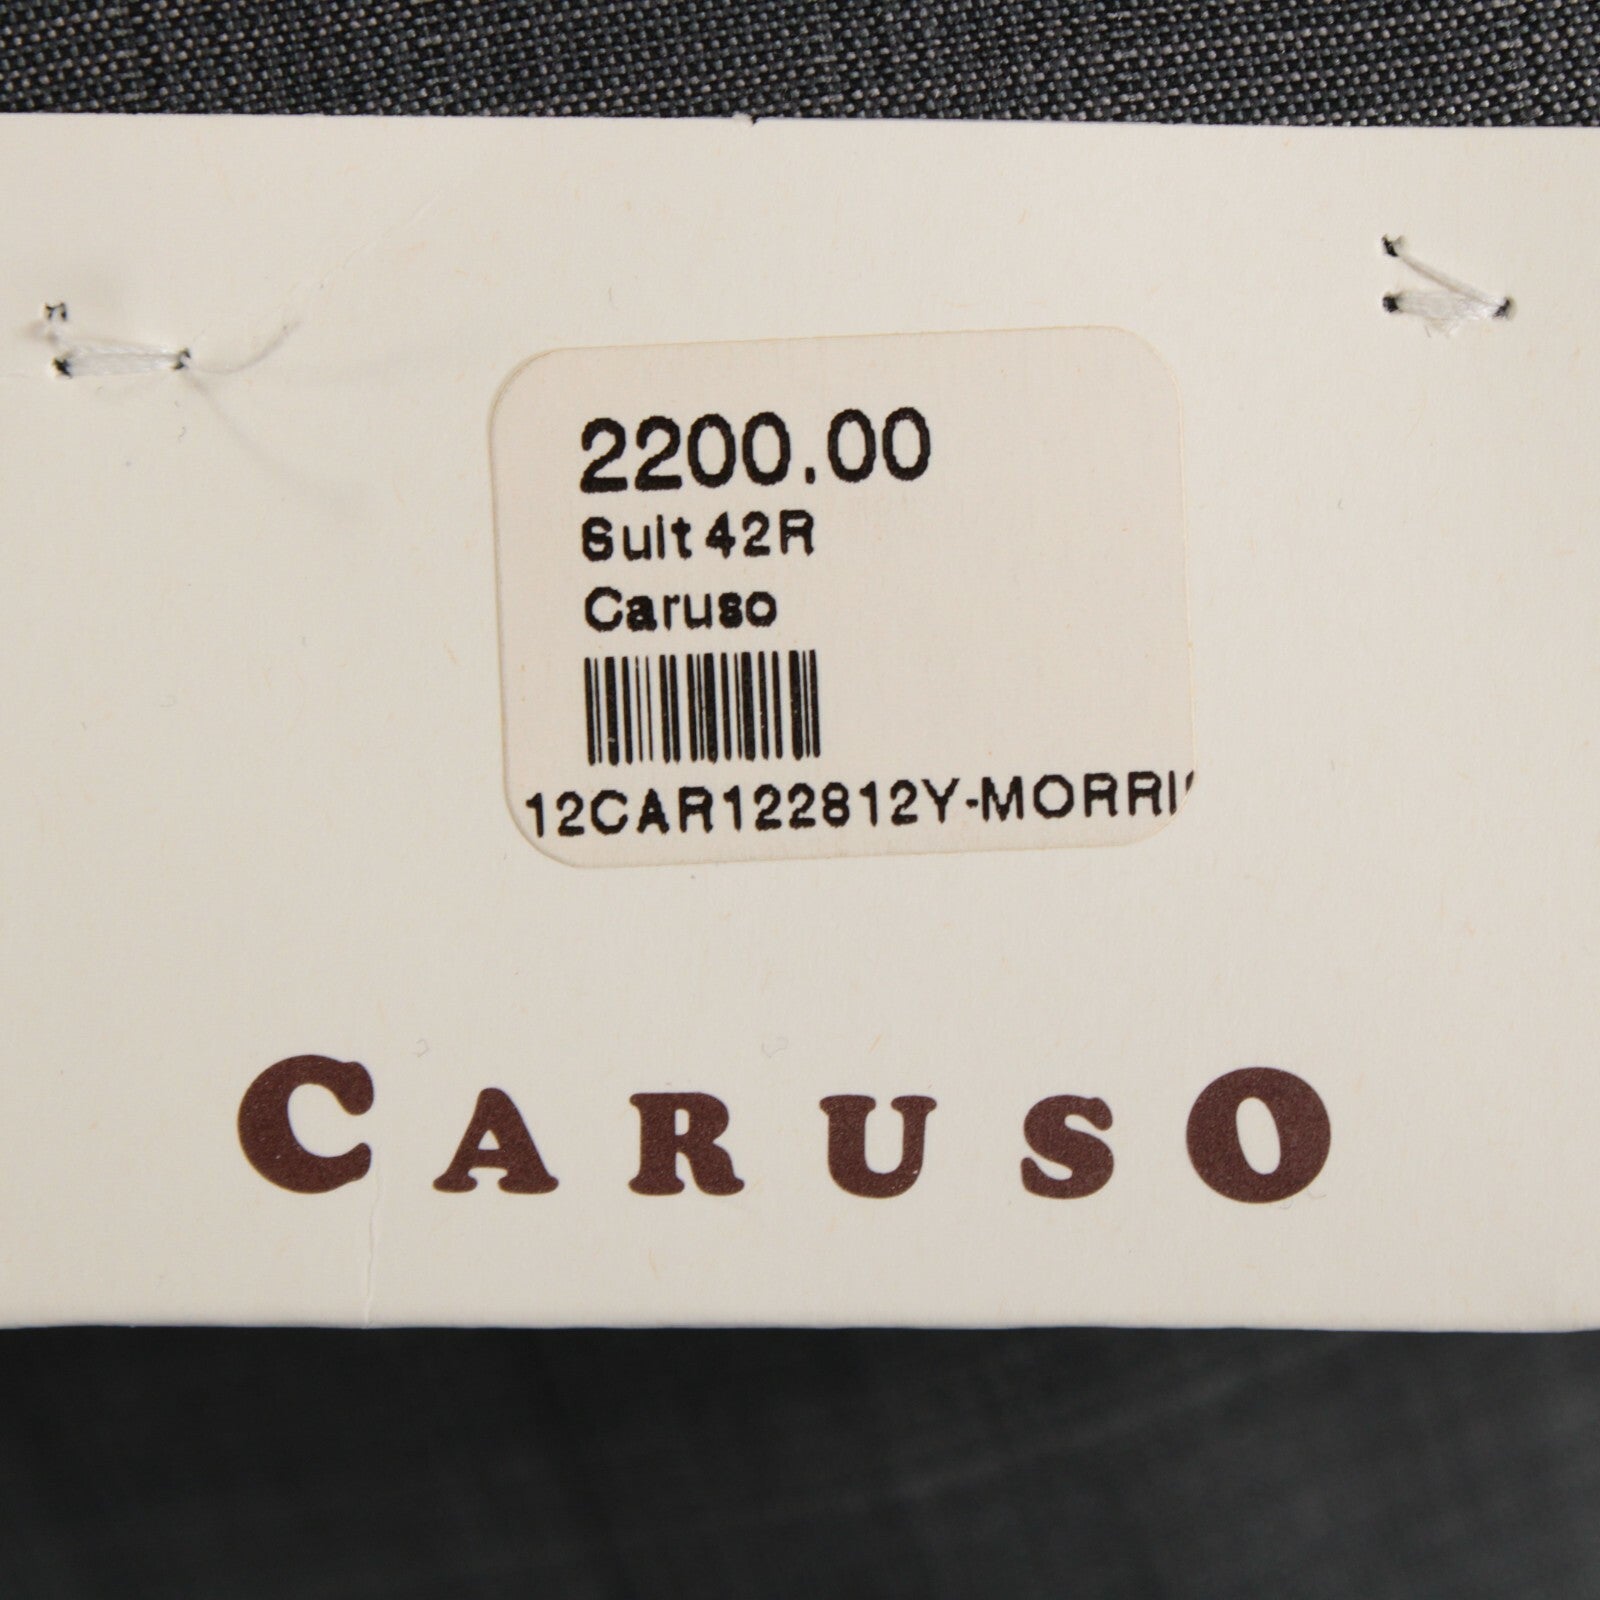 2200.00
Suit 42R
Caruso
12CAR122812Y-MORRI
CARUSO